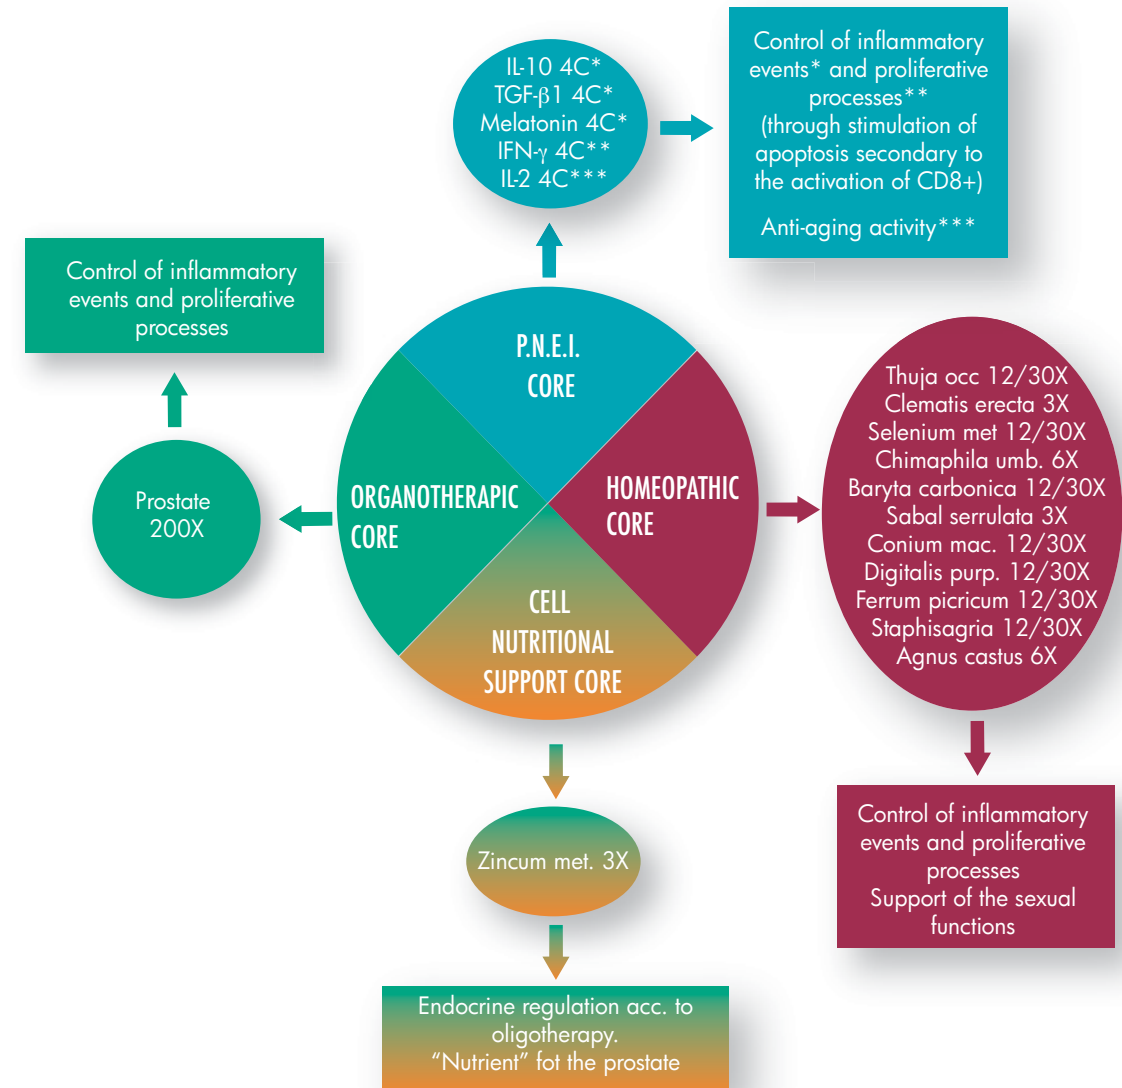 IL-10 4C*
TGF-β1 4C*
Melatonin 4C*
IFN-γ 4C**
IL-2 4C***
Control of inflammatory
events* and proliferative
processes**
(through stimulation of
apoptosis secondary to
the activation of CD8+)
Anti-aging activity***
Control of inflammatory
events and proliferative
processes
P.N.E.I.
CORE
Prostate
200X
ORGANOTHERAPIC
CORE
HOMEOPATHIC
CORE
Thuja occ 12/30X
Clematis erecta 3X
Selenium met 12/30X
Chimaphila umb. 6X
Baryta carbonica 12/30X
Sabal serrulata 3X
Conium mac. 12/30X
Digitalis purp. 12/30X
Ferrum picricum 12/30X
Staphisagria 12/30X
Agnus castus 6X
CELL
NUTRITIONAL
SUPPORT CORE
Zincum met. 3X
Control of inflammatory
events and proliferative
processes
Support of the sexual
functions
Endocrine regulation acc. to
oligotherapy.
“Nutrient” fot the prostate